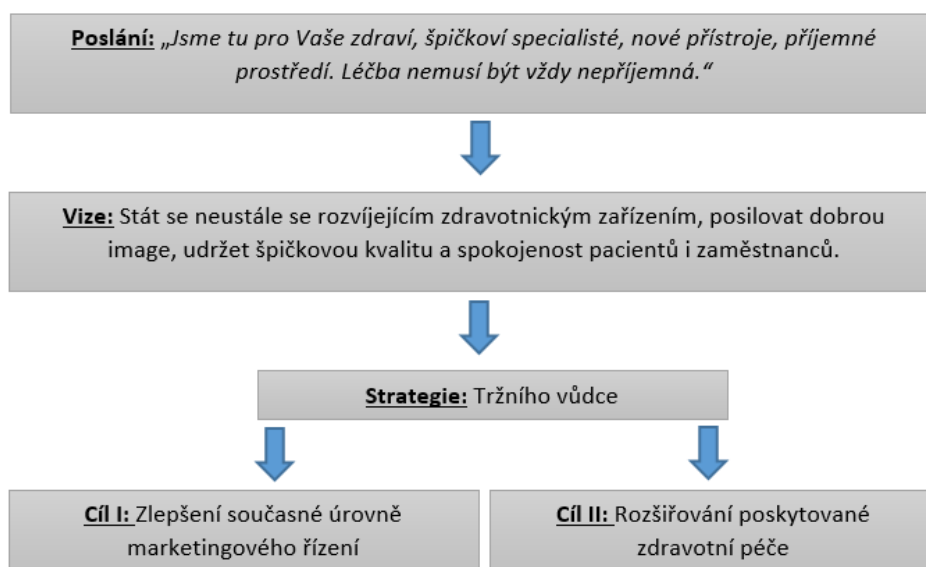 Poslání: „Jsme tu pro Vaše zdraví, špičkoví specialisté, nové přístroje, příjemné
prostředí. Léčba nemusí být vždy nepříjemná.“
Vize: Stát se neustále se rozvíjejícím zdravotnickým zařízením, posilovat dobrou
image, udržet špičkovou kvalitu a spokojenost pacientů i zaměstnanců.
Strategie: Tržního vůdce
Cíl I: Zlepšení současné úrovně
marketingového řízení
Cíl II: Rozšiřování poskytované
zdravotní péče